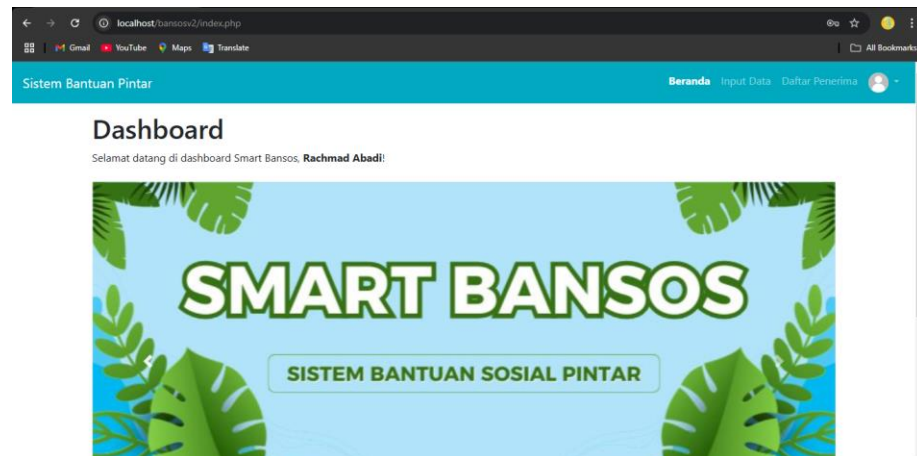 localhost/bansosv2/index.php
Gmail YouTube Maps Translate All Bookmarks
Sistem Bantuan Pintar Beranda Input Data Daftar Penerima
Dashboard
Selamat datang di dashboard Smart Bansos, Rachmad Abadi!
SMART BANSOS
SISTEM BANTUAN SOSIAL PINTAR